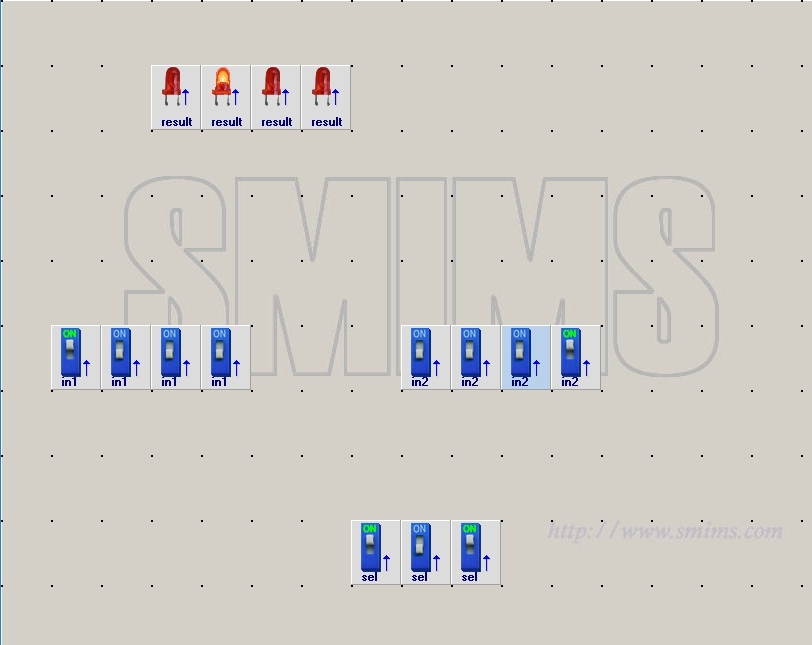 result result result result
SMIMS
ON ON ON ON ON ON ON ON
in1 in1 in1 in1 in2 in2 in2 in2
ON ON ON
http://www.smims.com
sel sel sel